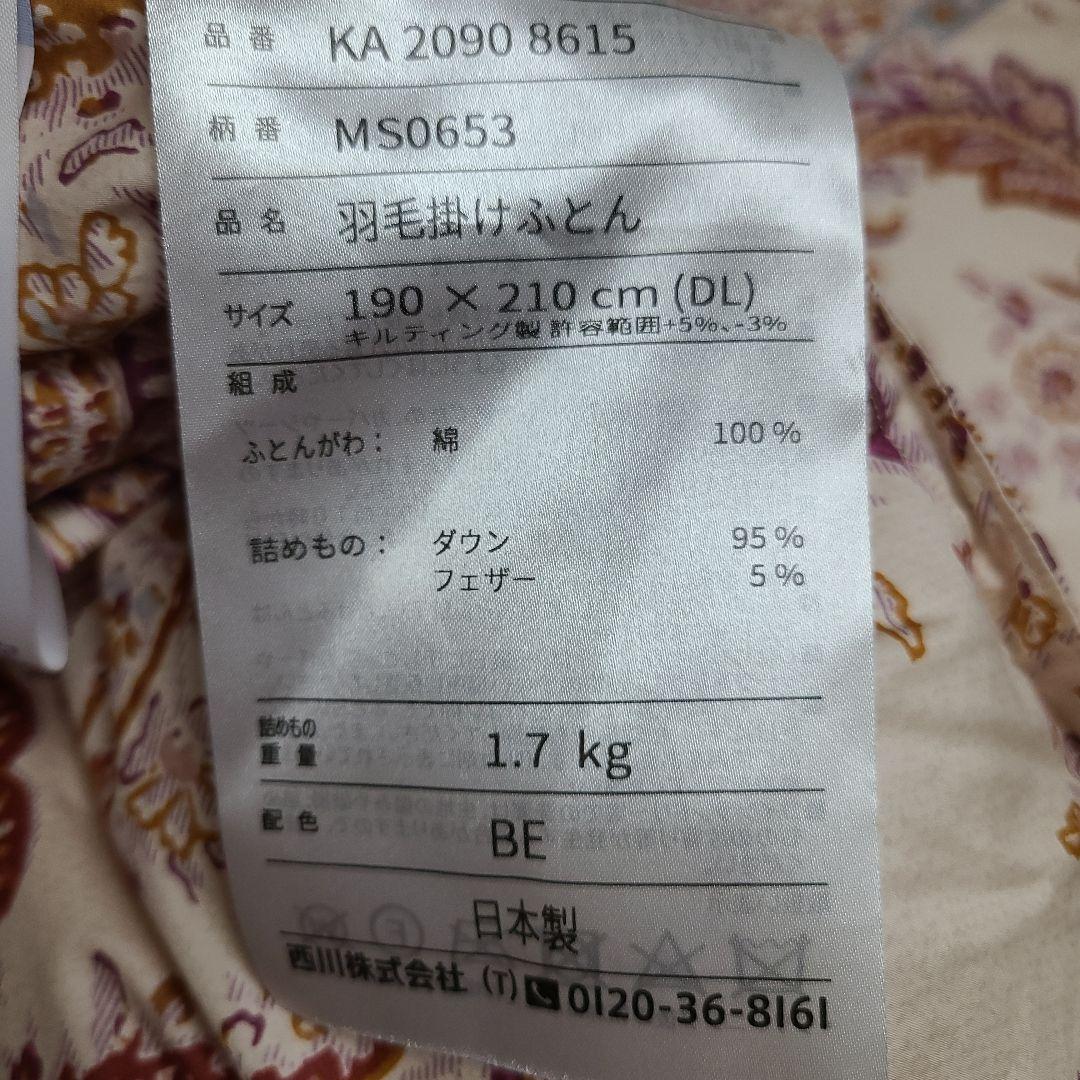 品番 KA 2090 8615
柄番 MS0653
品名 羽毛掛けふとん
サイズ 190 × 210 cm (DL)
キルティング製 許容範囲+5%、-3%
組成
ふとんがわ： 綿 100 %
詰めもの： ダウン 95 %
フェザー 5 %
詰めもの
重量 1.7 kg
配色 BE
日本製
西川株式会社 (T) 0120-36-8161